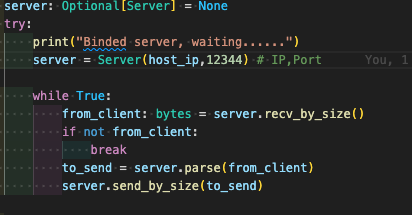 server: Optional[Server] = None
try:
    print("Binded server, waiting......")
    server = Server(host_ip,12344) # IP,Port You, 1

    while True:
        from_client: bytes = server.recv_by_size()
        if not from_client:
            break
        to_send = server.parse(from_client)
        server.send_by_size(to_send)